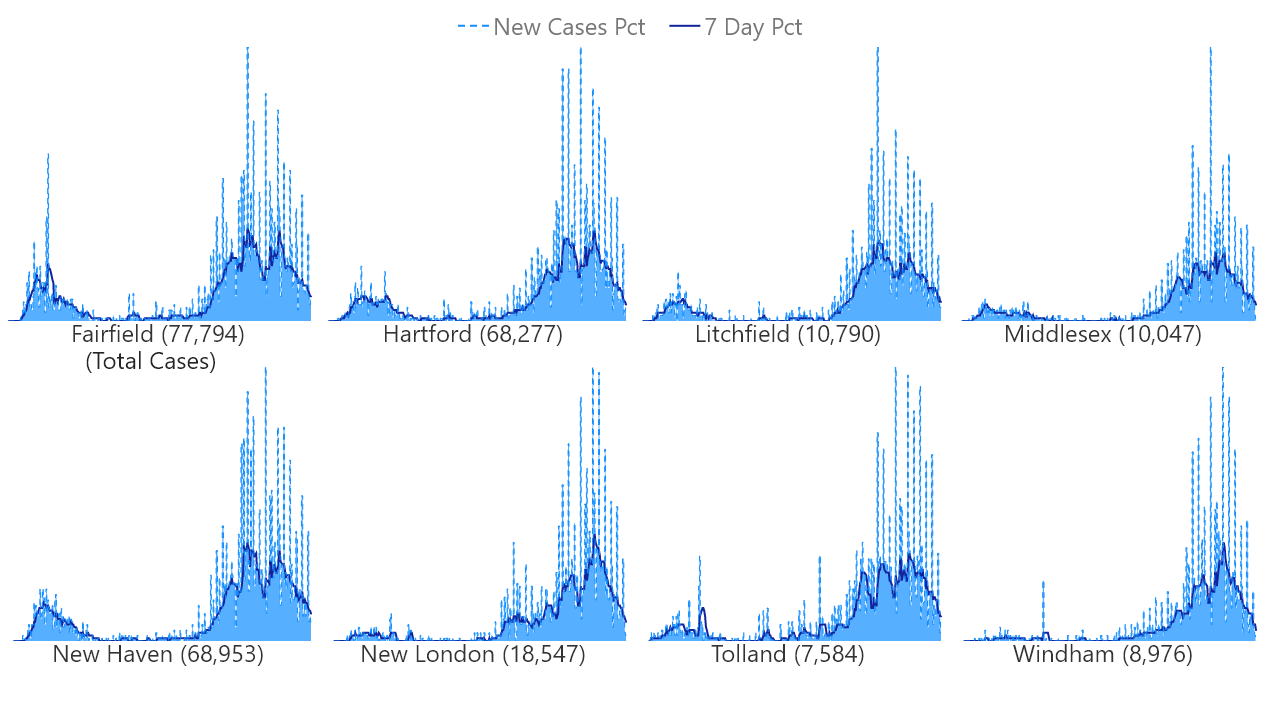 New Cases Pct 7 Day Pct
Fairfield (77,794)
(Total Cases)
Hartford (68,277)
Litchfield (10,790)
Middlesex (10,047)
New Haven (68,953)
New London (18,547)
Tolland (7,584)
Windham (8,976)